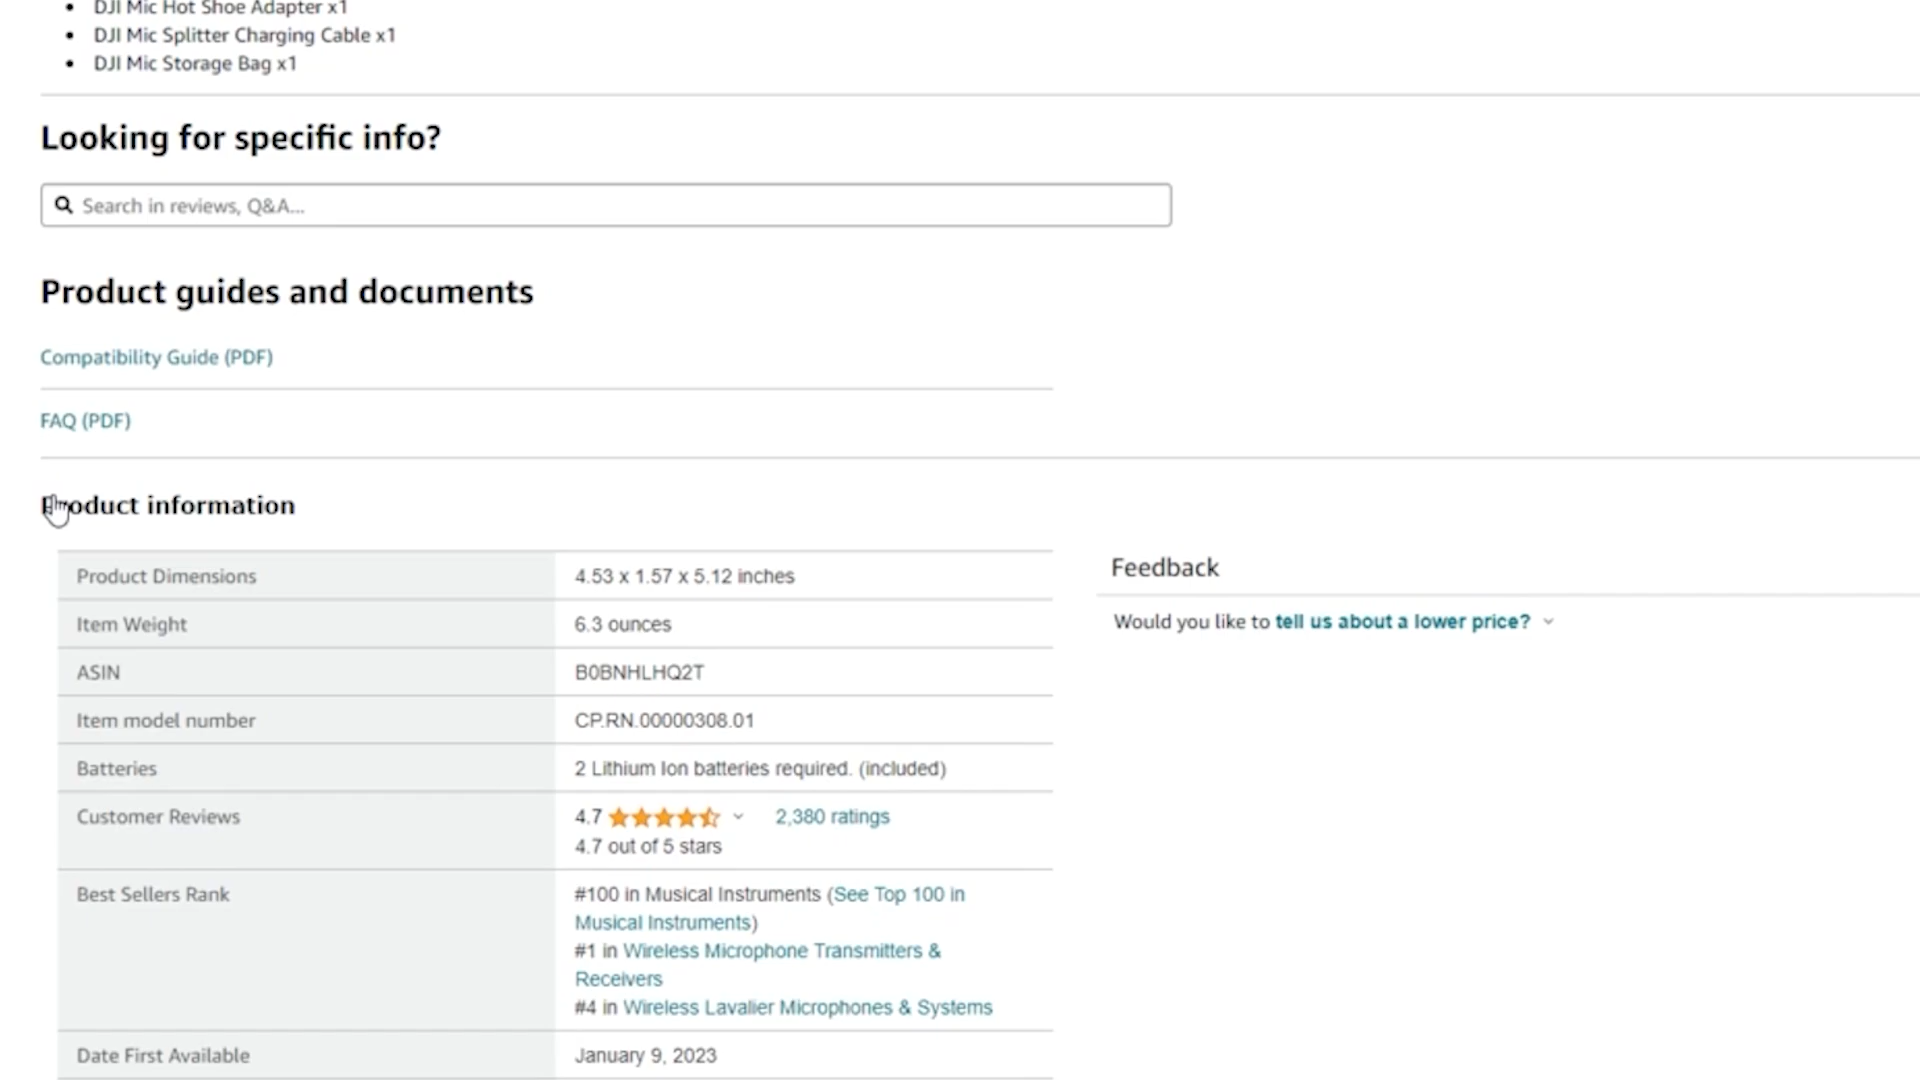 • DJI Mic Hot Shoe Adapter x1
• DJI Mic Splitter Charging Cable x1
• DJI Mic Storage Bag x1
Looking for specific info?
Search in reviews, Q&A...
Product guides and documents
Compatibility Guide (PDF)
FAQ (PDF)
Product information
Product Dimensions 4.53 x 1.57 x 5.12 inches
Item Weight 6.3 ounces
ASIN B0BNHLHQ2T
Item model number CP.RN.00000308.01
Batteries 2 Lithium Ion batteries required. (included)
Customer Reviews 4.7 2,380 ratings
4.7 out of 5 stars
Best Sellers Rank #100 in Musical Instruments (See Top 100 in
Musical Instruments)
#1 in Wireless Microphone Transmitters &
Receivers
#4 in Wireless Lavalier Microphones & Systems
Date First Available January 9, 2023
Feedback
Would you like to tell us about a lower price?